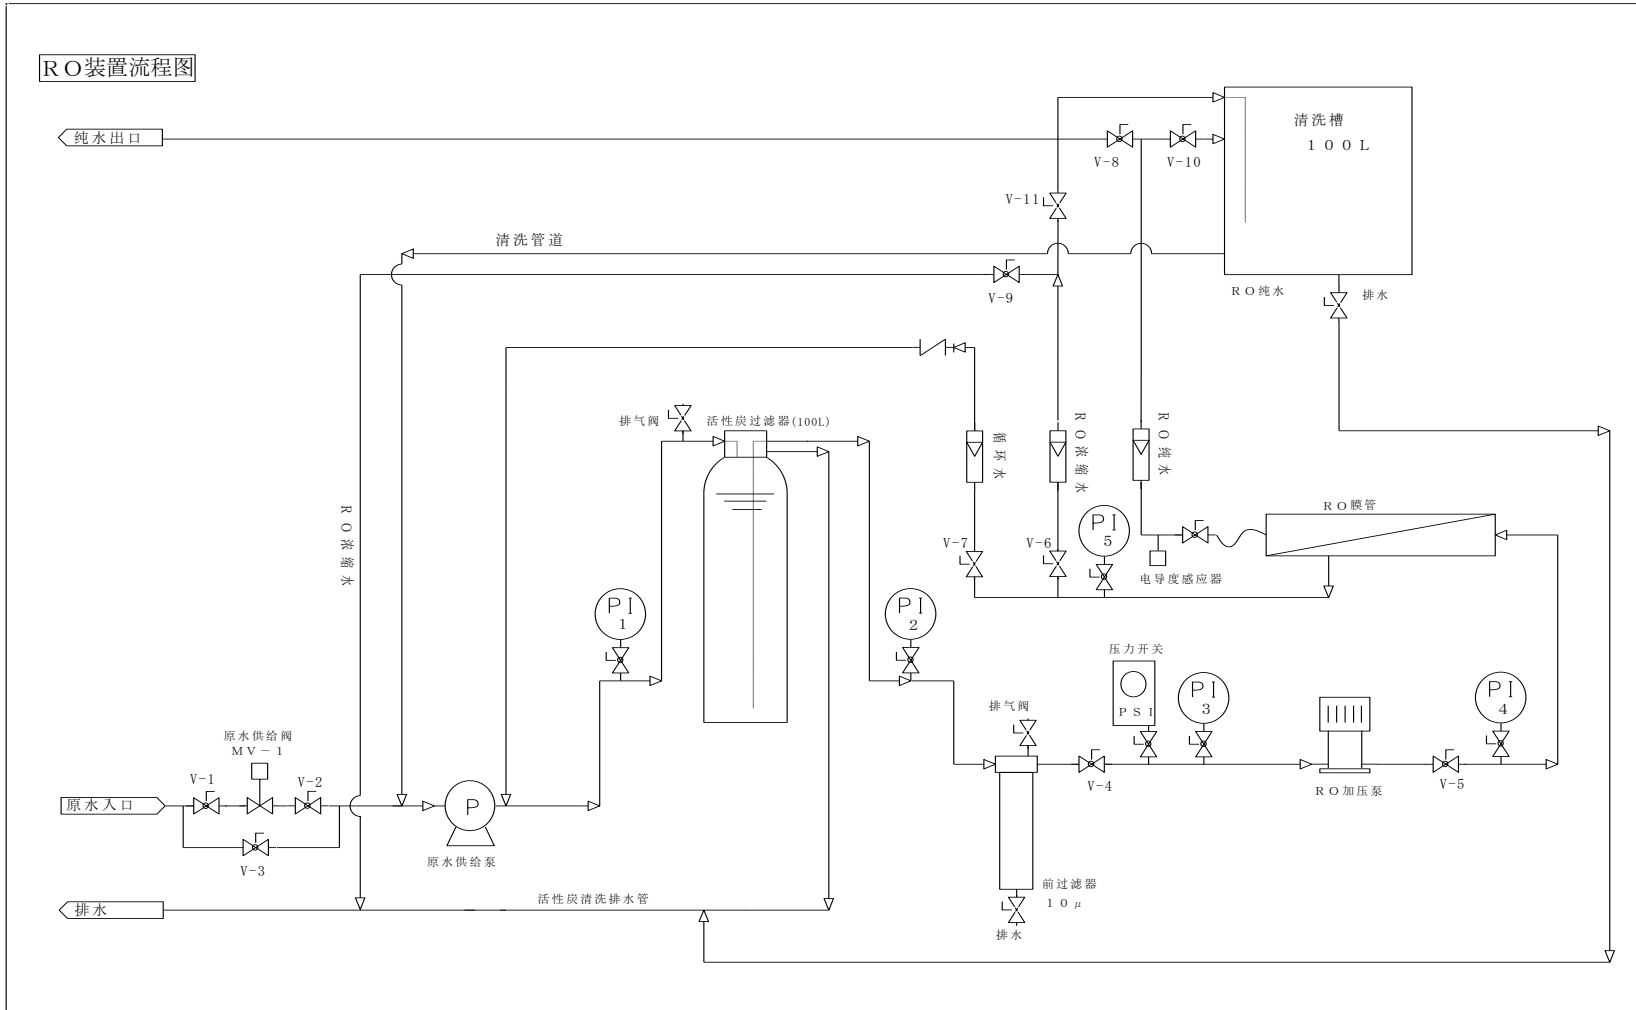 RO装置流程图
纯水出口
清洗槽
100L
V-8
V-10
V-11
清洗管道
V-9
RO纯水
排水
排气阀
活性炭过滤器(100L)
循环水
RO浓缩水
RO纯水
RO膜管
RO浓缩水
PI
5
V-7
V-6
电导度感应器
PI
1
PI
2
压力开关
PSI
PI
3
PI
4
排气阀
原水供给阀
MV-1
V-1
V-2
V-4
V-5
RO加压泵
原水入口
P
V-3
原水供给泵
前过滤器
10μ
活性炭清洗排水管
排水
排水